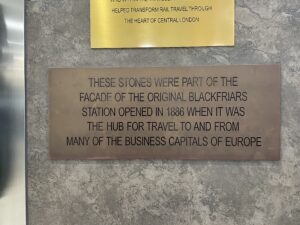 HELPED TRANSFORM RAIL TRAVEL THROUGH
THE HEART OF CENTRAL LONDON
THESE STONES WERE PART OF THE
FACADE OF THE ORIGINAL BLACKFRIARS
STATION OPENED IN 1886 WHEN IT WAS
THE HUB FOR TRAVEL TO AND FROM
MANY OF THE BUSINESS CAPITALS OF EUROPE